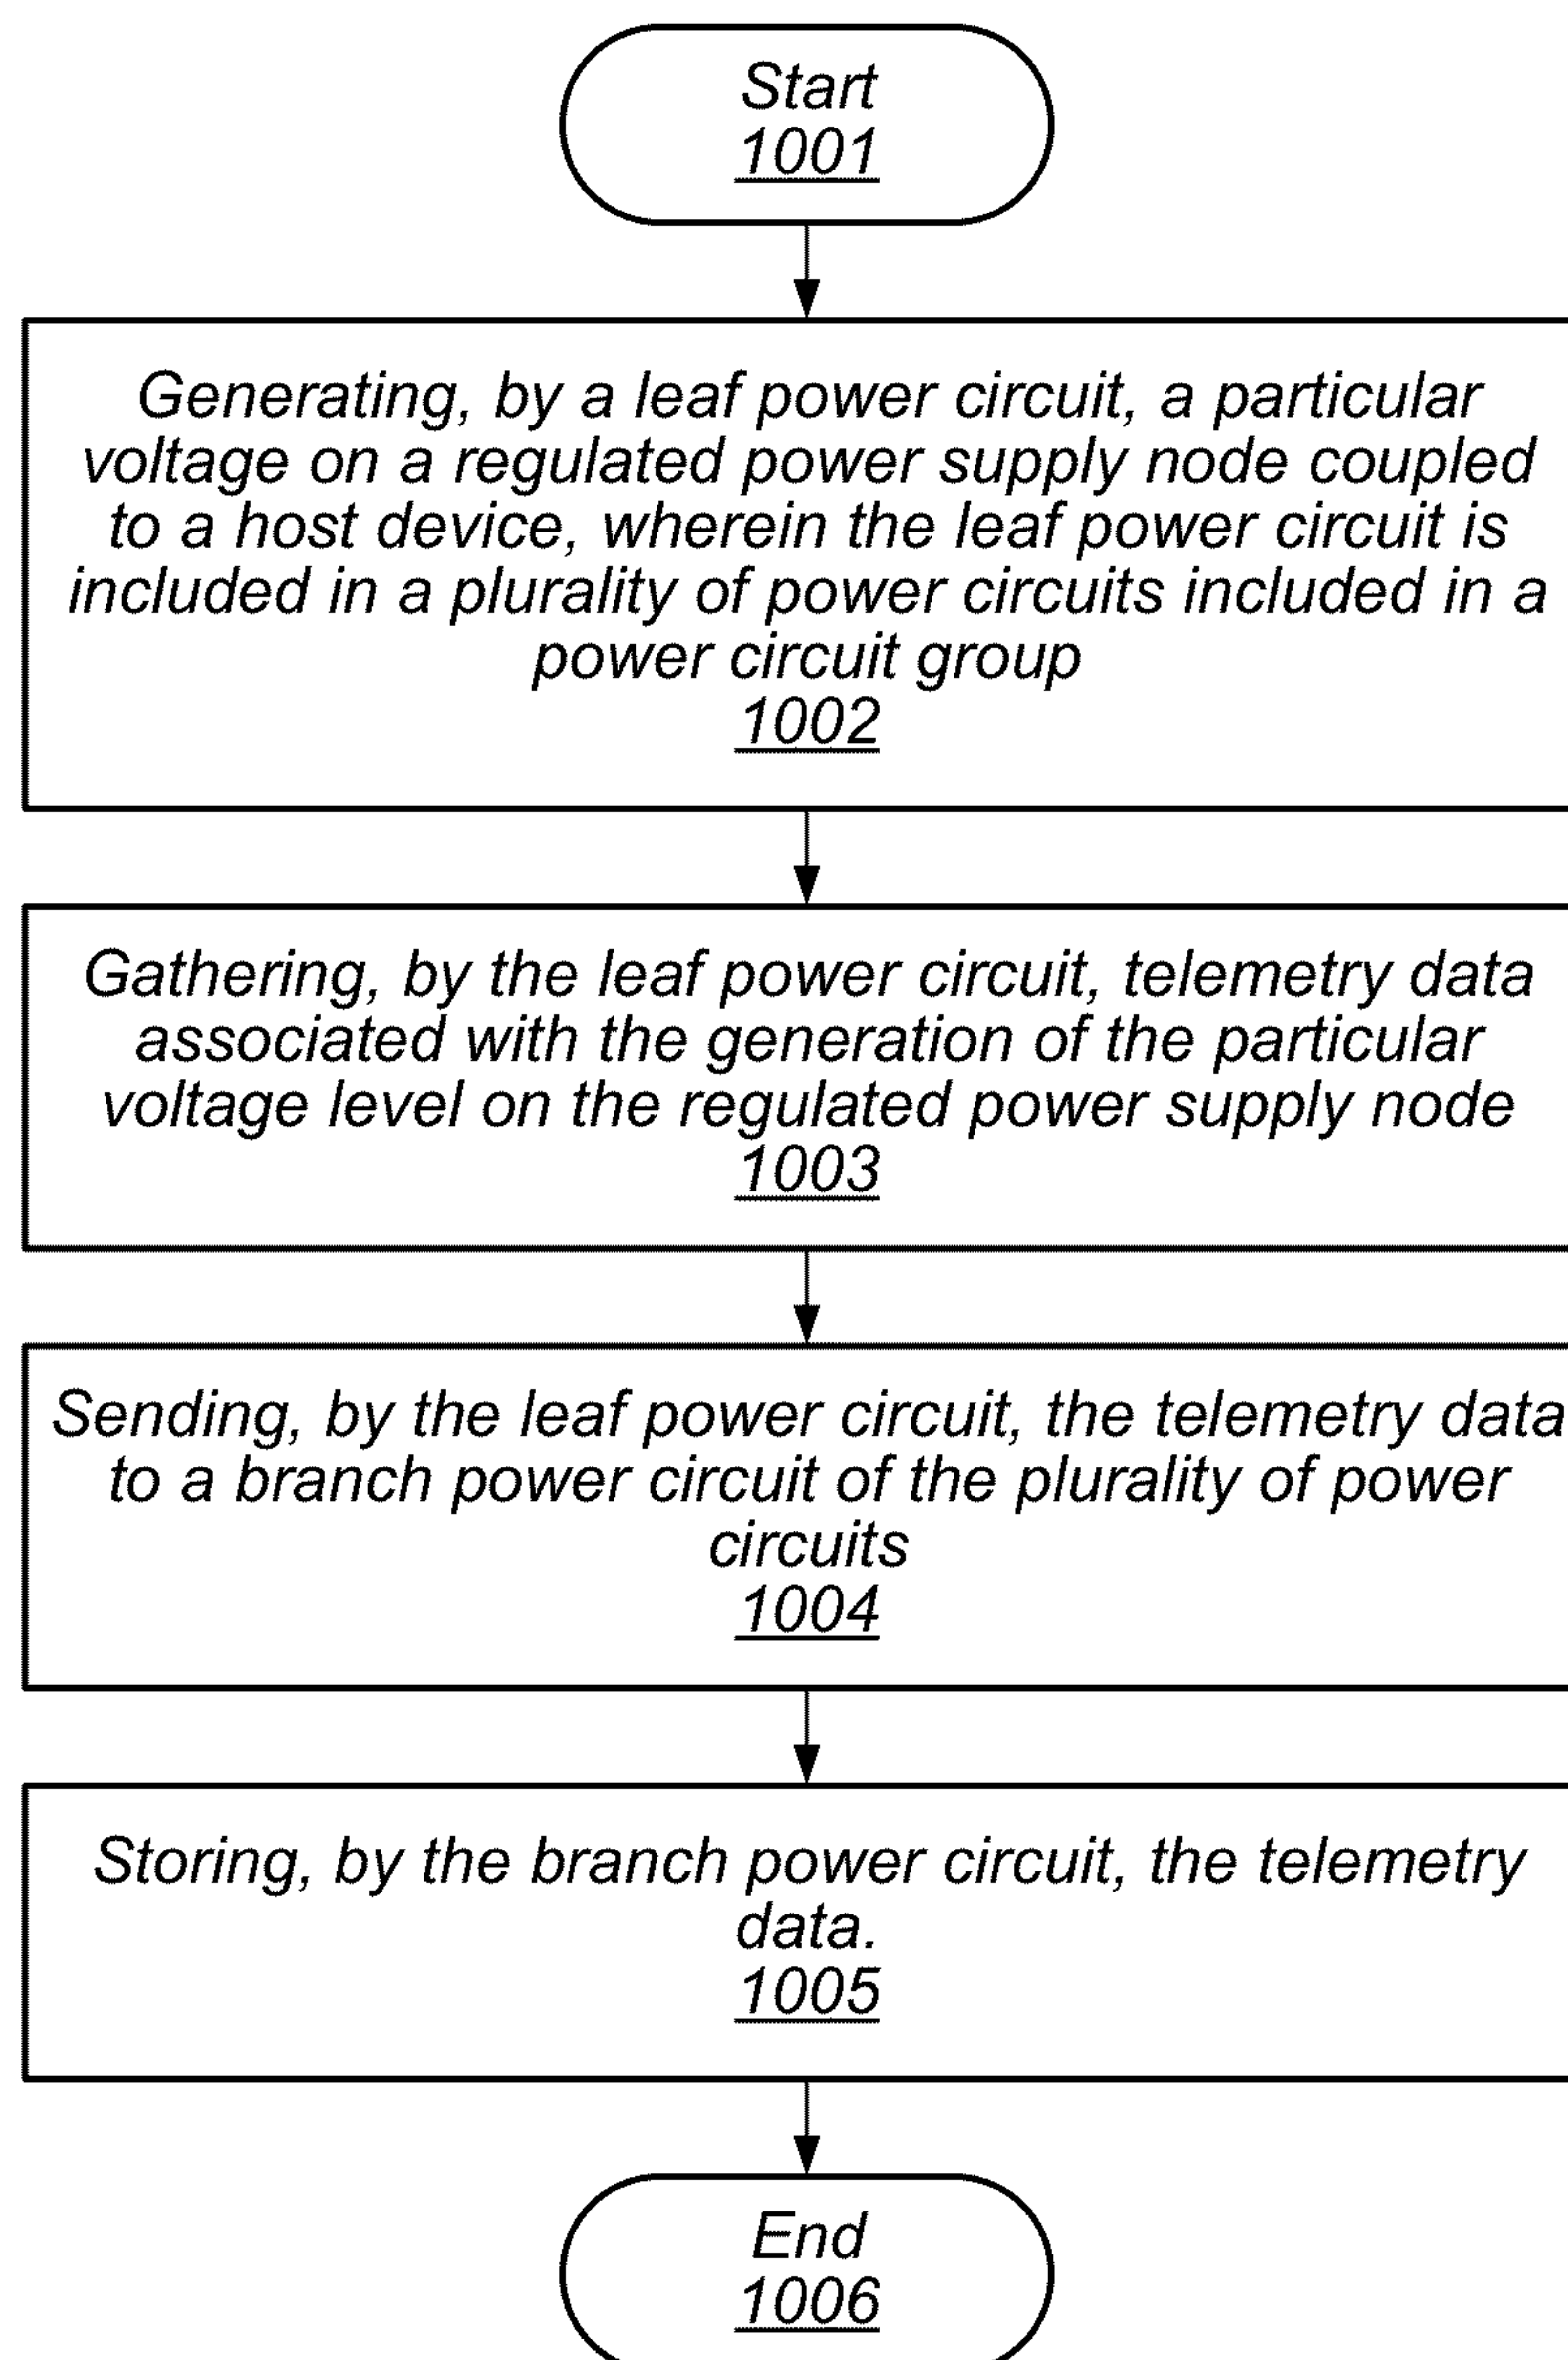 Start
1001
Generating, by a leaf power circuit, a particular
voltage on a regulated power supply node coupled
to a host device, wherein the leaf power circuit is
included in a plurality of power circuits included in a
power circuit group
1002
Gathering, by the leaf power circuit, telemetry data
associated with the generation of the particular
voltage level on the regulated power supply node
1003
Sending, by the leaf power circuit, the telemetry data
to a branch power circuit of the plurality of power
circuits
1004
Storing, by the branch power circuit, the telemetry
data.
1005
End
1006